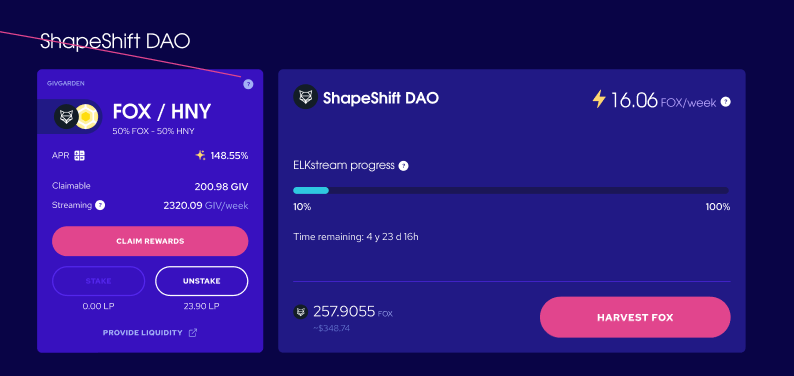 ShapeShift DAO
GIVGARDEN
?
FOX / HNY
50% FOX - 50% HNY
APR
148.55%
Claimable
200.98 GIV
Streaming ?
2320.09 GIV/week
CLAIM REWARDS
STAKE
UNSTAKE
0.00 LP
23.90 LP
PROVIDE LIQUIDITY
ShapeShift DAO
16.06 FOX/week ?
ELKstream progress ?
10%
100%
Time remaining: 4 y 23 d 16h
257.9055 FOX
~$348.74
HARVEST FOX